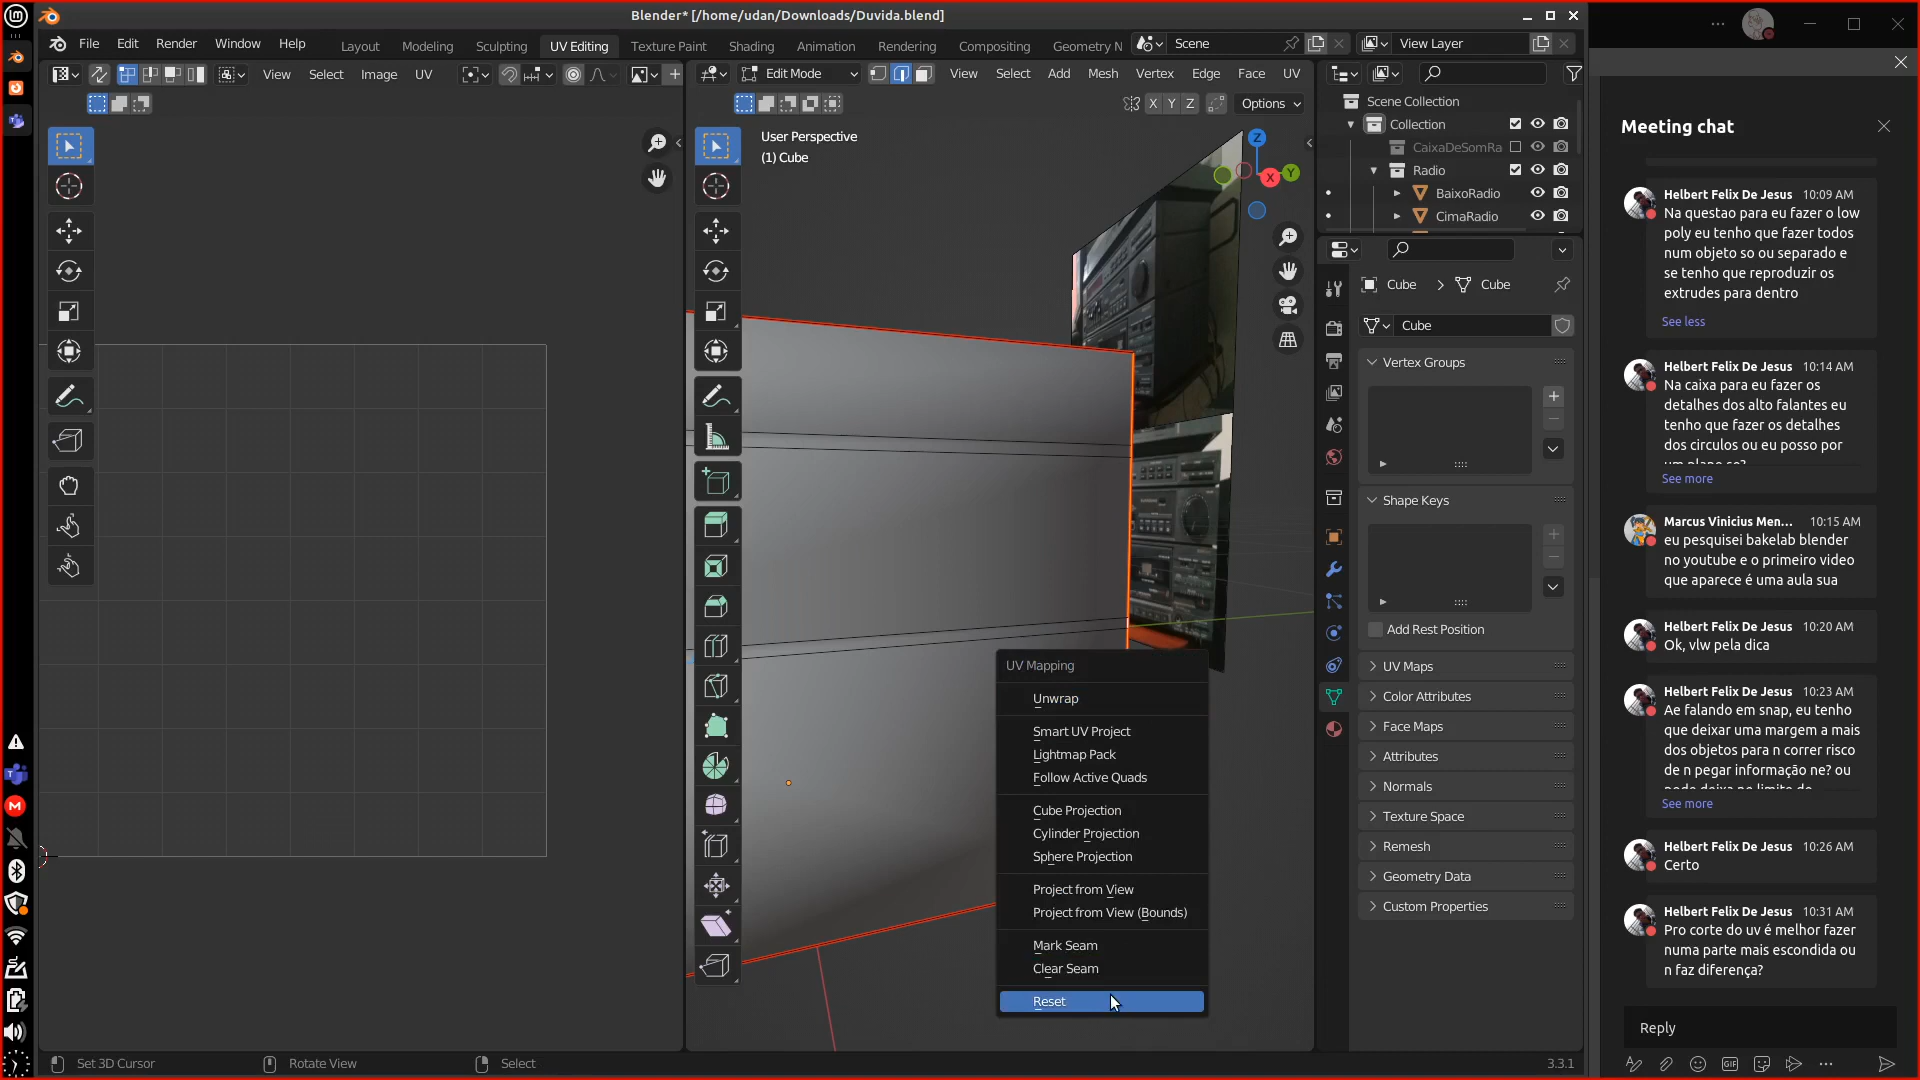 Blender* [/home/udan/Downloads/Duvida.blend]
File Edit Render Window Help
Layout Modeling Sculpting UV Editing Texture Paint Shading Animation Rendering Compositing Geometry N
Scene
View Layer
View Select Image UV
Edit Mode
View Select Add Mesh Vertex Edge Face UV
X Y Z
Options
User Perspective
(1) Cube
Z
X
Y
Scene Collection
Collection
CaixaDeSomRa
Radio
BaixoRadio
CimaRadio
Cube
Cube
Cube
Vertex Groups
Shape Keys
Add Rest Position
UV Maps
Color Attributes
Face Maps
Attributes
Normals
Texture Space
Remesh
Geometry Data
Custom Properties
UV Mapping
Unwrap
Smart UV Project
Lightmap Pack
Follow Active Quads
Cube Projection
Cylinder Projection
Sphere Projection
Project from View
Project from View (Bounds)
Mark Seam
Clear Seam
Reset
Set 3D Cursor
Rotate View
Select
3.3.1
Meeting chat
Helbert Felix De Jesus 10:09 AM
Na questao para eu fazer o low
poly eu tenho que fazer todos
num objeto so ou separado e
se tenho que reproduzir os
extrudes para dentro
See less
Helbert Felix De Jesus 10:14 AM
Na caixa para eu fazer os
detalhes dos alto falantes eu
tenho que fazer os detalhes
dos circulos ou eu posso por
um plano so?
See more
Marcus Vinicius Men... 10:15 AM
eu pesquisei bakelab blender
no youtube e o primeiro video
que aparece é uma aula sua
Helbert Felix De Jesus 10:20 AM
Ok, vlw pela dica
Helbert Felix De Jesus 10:23 AM
Ae falando em snap, eu tenho
que deixar uma margem a mais
dos objetos para n correr risco
de n pegar informação ne? ou
pode deixa no limite do
See more
Helbert Felix De Jesus 10:26 AM
Certo
Helbert Felix De Jesus 10:31 AM
Pro corte do uv é melhor fazer
numa parte mais escondida ou
n faz diferença?
Reply
GIF